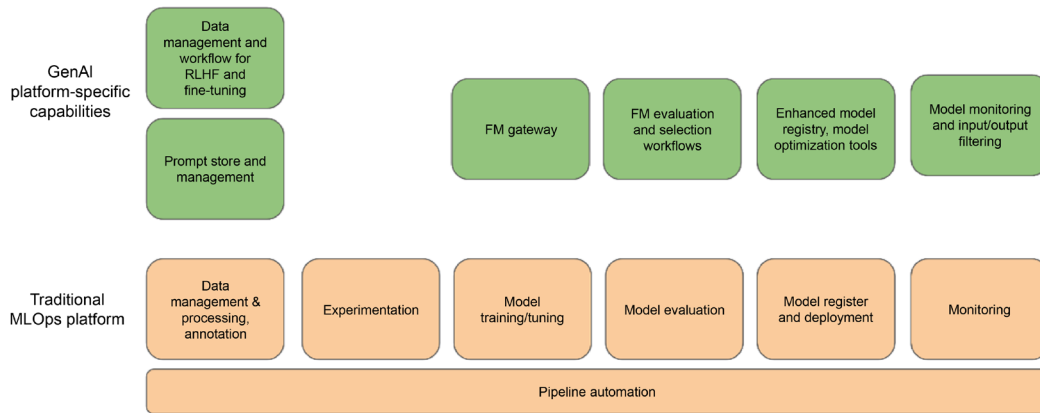 GenAI
platform-specific
capabilities
Data
management and
workflow for
RLHF and
fine-tuning
Prompt store and
management
FM gateway
FM evaluation
and selection
workflows
Enhanced model
registry, model
optimization tools
Model monitoring
and input/output
filtering
Traditional
MLOps platform
Data
management &
processing,
annotation
Experimentation
Model
training/tuning
Model evaluation
Model register
and deployment
Monitoring
Pipeline automation